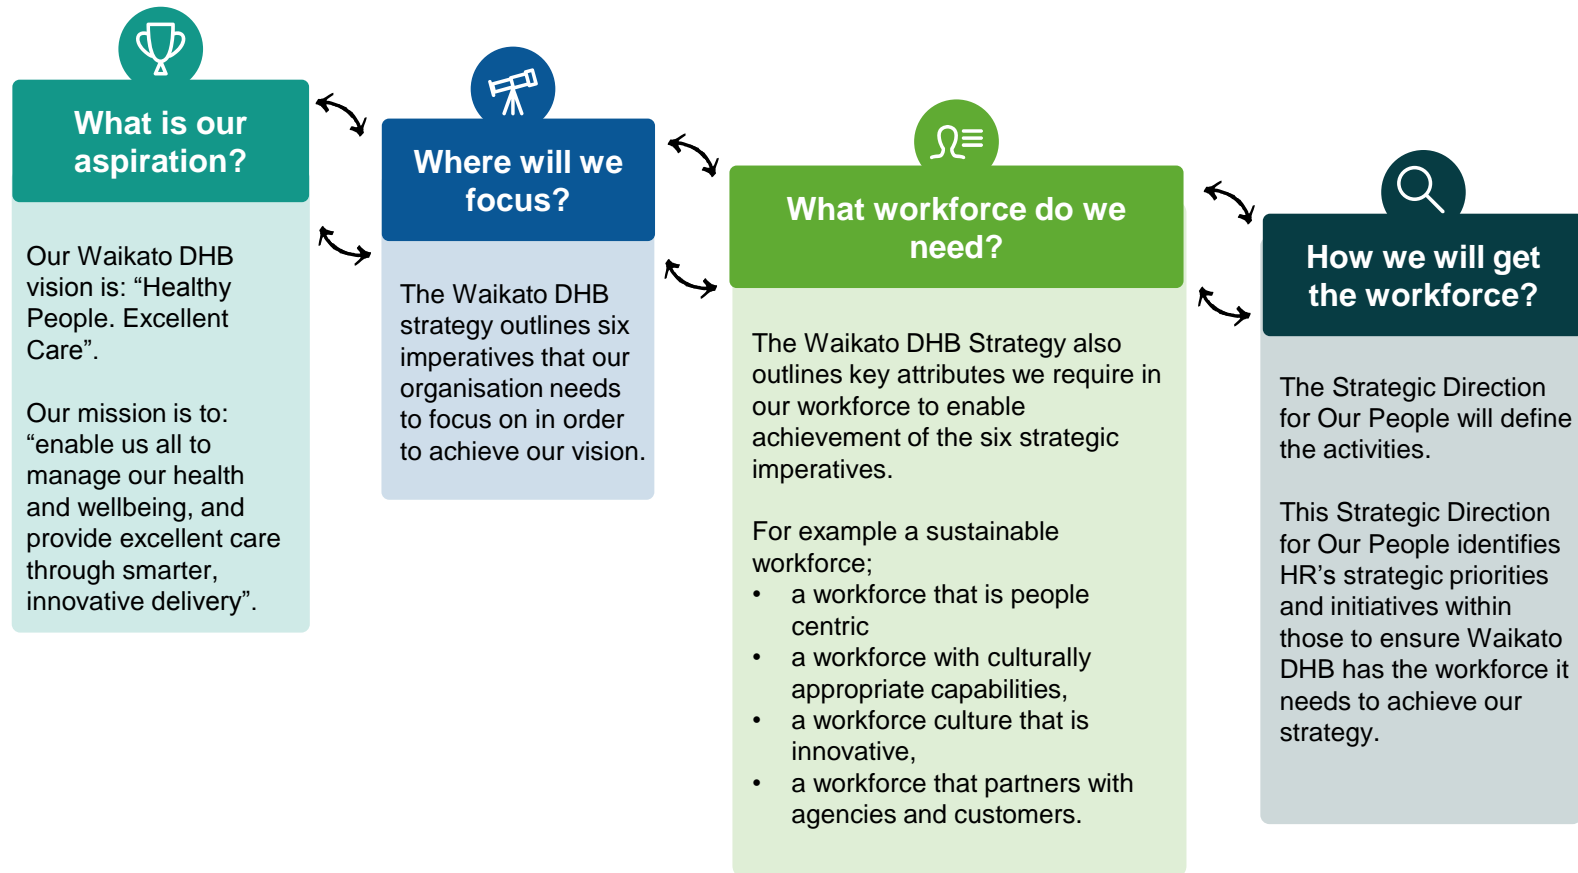 What is our
aspiration?
Our Waikato DHB
vision is: “Healthy
People. Excellent
Care”.
Our mission is to:
“enable us all to
manage our health
and wellbeing, and
provide excellent care
through smarter,
innovative delivery”.
Where will we
focus?
The Waikato DHB
strategy outlines six
imperatives that our
organisation needs
to focus on in order
to achieve our vision.
What workforce do we
need?
The Waikato DHB Strategy also
outlines key attributes we require in
our workforce to enable
achievement of the six strategic
imperatives.
For example a sustainable
workforce;
• a workforce that is people
centric
• a workforce with culturally
appropriate capabilities,
• a workforce culture that is
innovative,
• a workforce that partners with
agencies and customers.
How we will get
the workforce?
The Strategic Direction
for Our People will define
the activities.
This Strategic Direction
for Our People identifies
HR’s strategic priorities
and initiatives within
those to ensure Waikato
DHB has the workforce it
needs to achieve our
strategy.